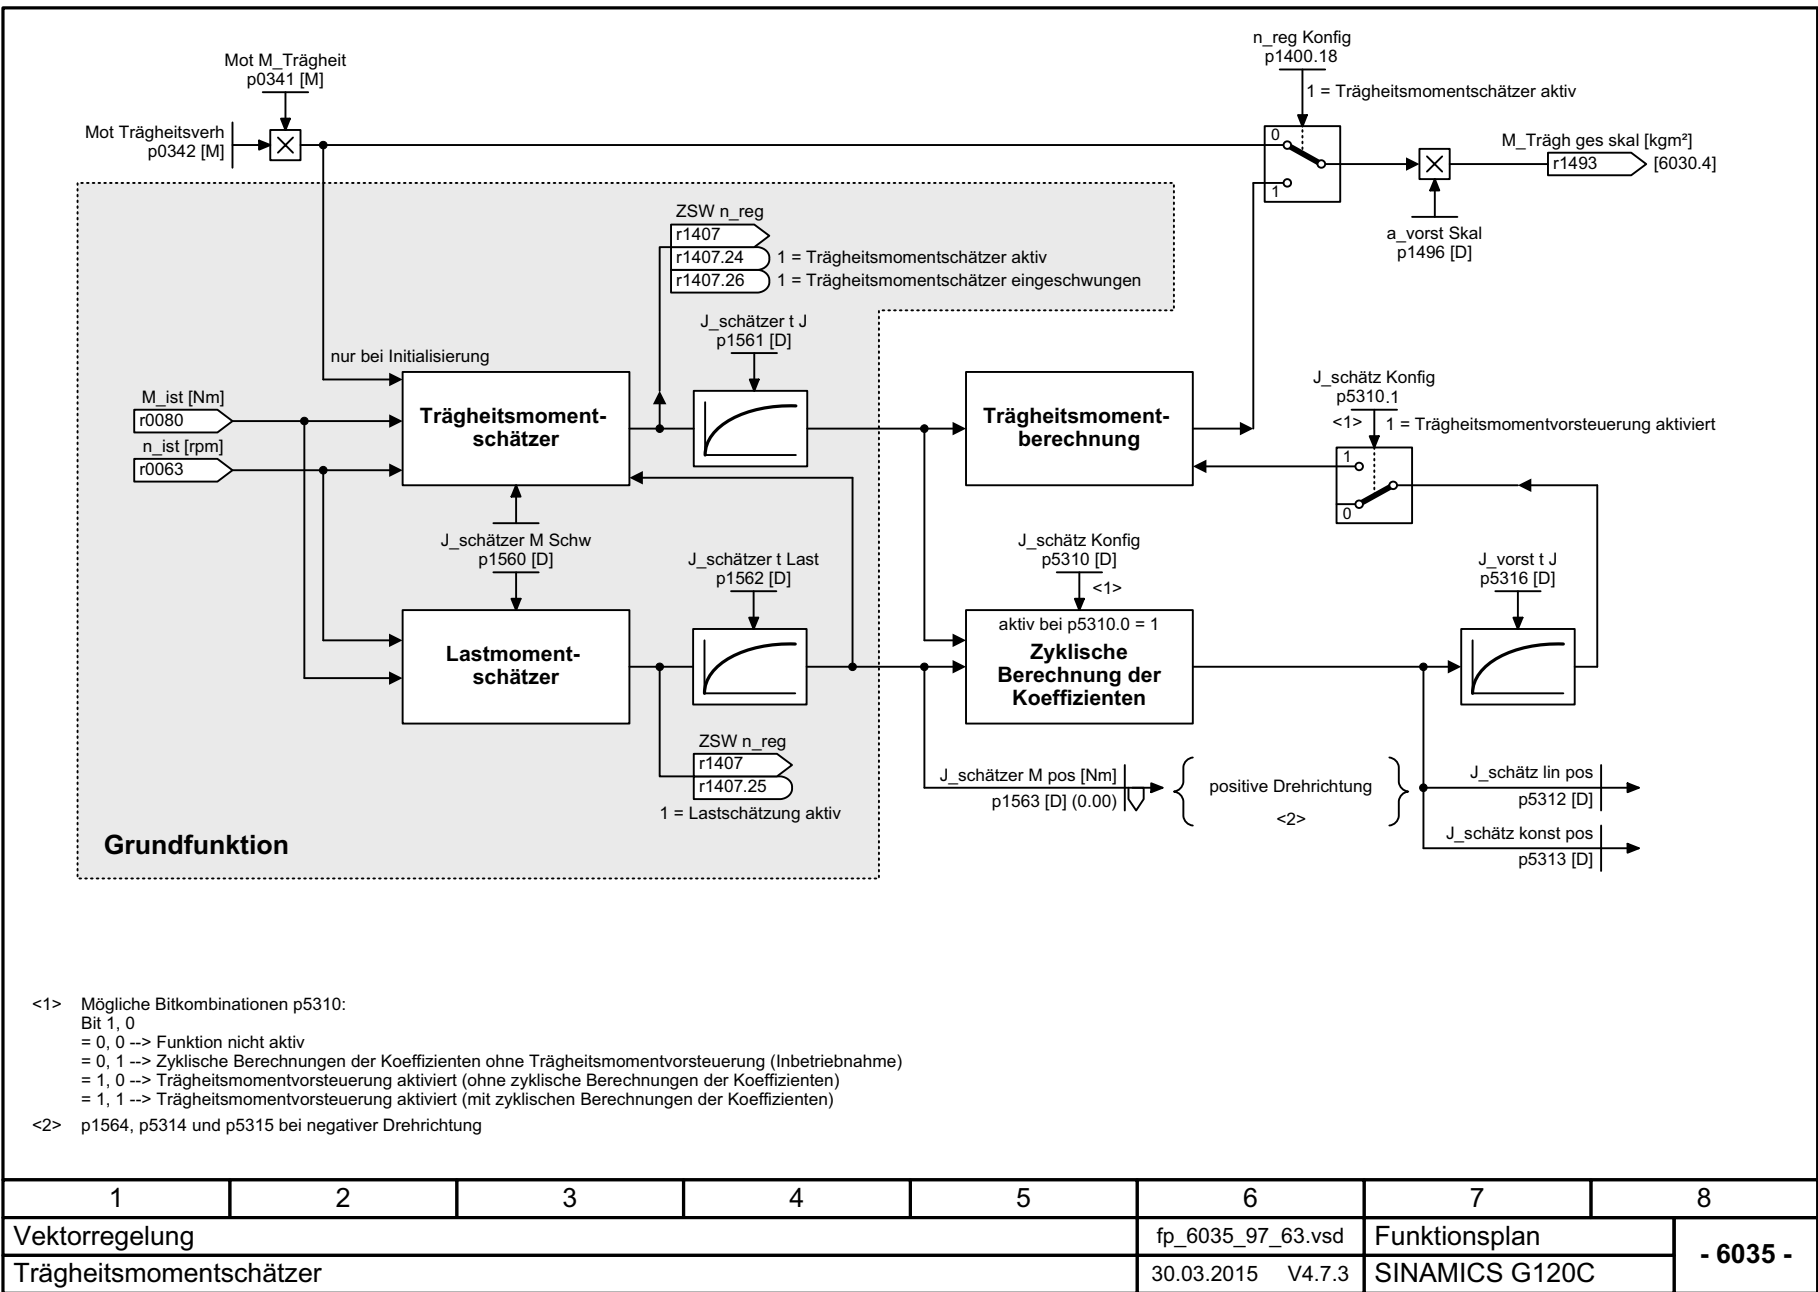 Mot M_Trägheit
p0341 [M]
Mot Trägheitsverh
p0342 [M]
n_reg Konfig
p1400.18
1 = Trägheitsmomentschätzer aktiv
0
1
M_Trägh ges skal [kgm²]
r1493
[6030.4]
a_vorst Skal
p1496 [D]
ZSW n_reg
r1407
r1407.24
1 = Trägheitsmomentschätzer aktiv
r1407.26
1 = Trägheitsmomentschätzer eingeschwungen
J_schätzer t J
p1561 [D]
nur bei Initialisierung
M_ist [Nm]
r0080
n_ist [rpm]
r0063
Trägheitsmoment-
schätzer
Trägheitsmoment-
berechnung
J_schätz Konfig
p5310.1
<1>
1 = Trägheitsmomentvorsteuerung aktiviert
1
0
J_schätzer M Schw
p1560 [D]
J_schätzer t Last
p1562 [D]
J_schätz Konfig
p5310 [D]
<1>
J_vorst t J
p5316 [D]
Lastmoment-
schätzer
aktiv bei p5310.0 = 1
Zyklische
Berechnung der
Koeffizienten
ZSW n_reg
r1407
r1407.25
1 = Lastschätzung aktiv
J_schätzer M pos [Nm]
p1563 [D] (0.00)
positive Drehrichtung
<2>
J_schätz lin pos
p5312 [D]
J_schätz konst pos
p5313 [D]
Grundfunktion
<1> Mögliche Bitkombinationen p5310:
Bit 1, 0
= 0, 0 --> Funktion nicht aktiv
= 0, 1 --> Zyklische Berechnungen der Koeffizienten ohne Trägheitsmomentvorsteuerung (Inbetriebnahme)
= 1, 0 --> Trägheitsmomentvorsteuerung aktiviert (ohne zyklische Berechnungen der Koeffizienten)
= 1, 1 --> Trägheitsmomentvorsteuerung aktiviert (mit zyklischen Berechnungen der Koeffizienten)
<2> p1564, p5314 und p5315 bei negativer Drehrichtung
1 2 3 4 5 6 7 8
Vektorregelung
fp_6035_97_63.vsd
Funktionsplan
- 6035 -
Trägheitsmomentschätzer
30.03.2015 V4.7.3
SINAMICS G120C